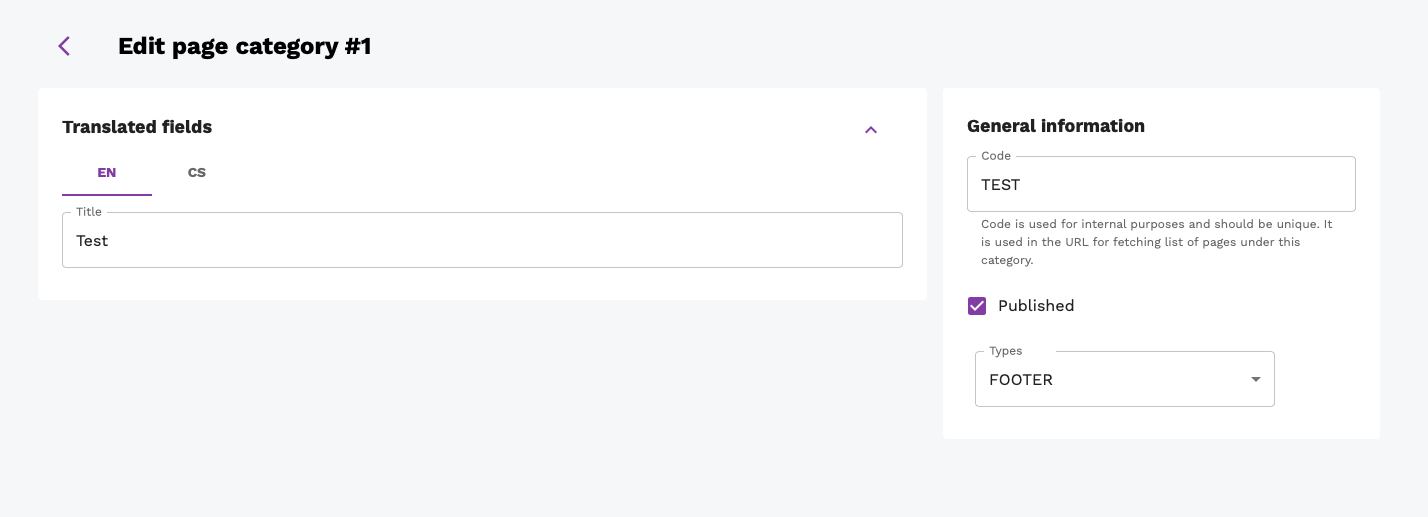 Edit page category #1
Translated fields
EN
CS
Title
Test
General information
Code
TEST
Code is used for internal purposes and should be unique. It
is used in the URL for fetching list of pages under this
category.
Published
Types
FOOTER